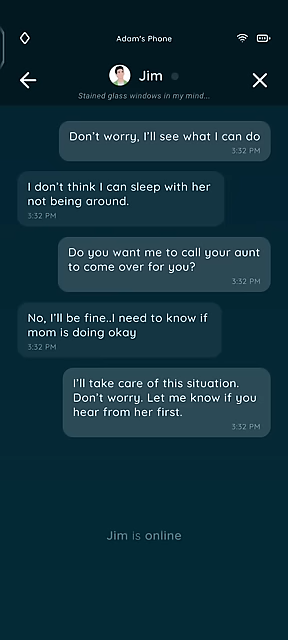 Adam's Phone
Jim
Stained glass windows in my mind...
Don't worry, I'll see what I can do
3:32 PM
I don't think I can sleep with her
not being around.
3:32 PM
Do you want me to call your aunt
to come over for you?
3:32 PM
No, I'll be fine..I need to know if
mom is doing okay
3:32 PM
I'll take care of this situation.
Don't worry. Let me know if you
hear from her first.
3:32 PM
Jim is online